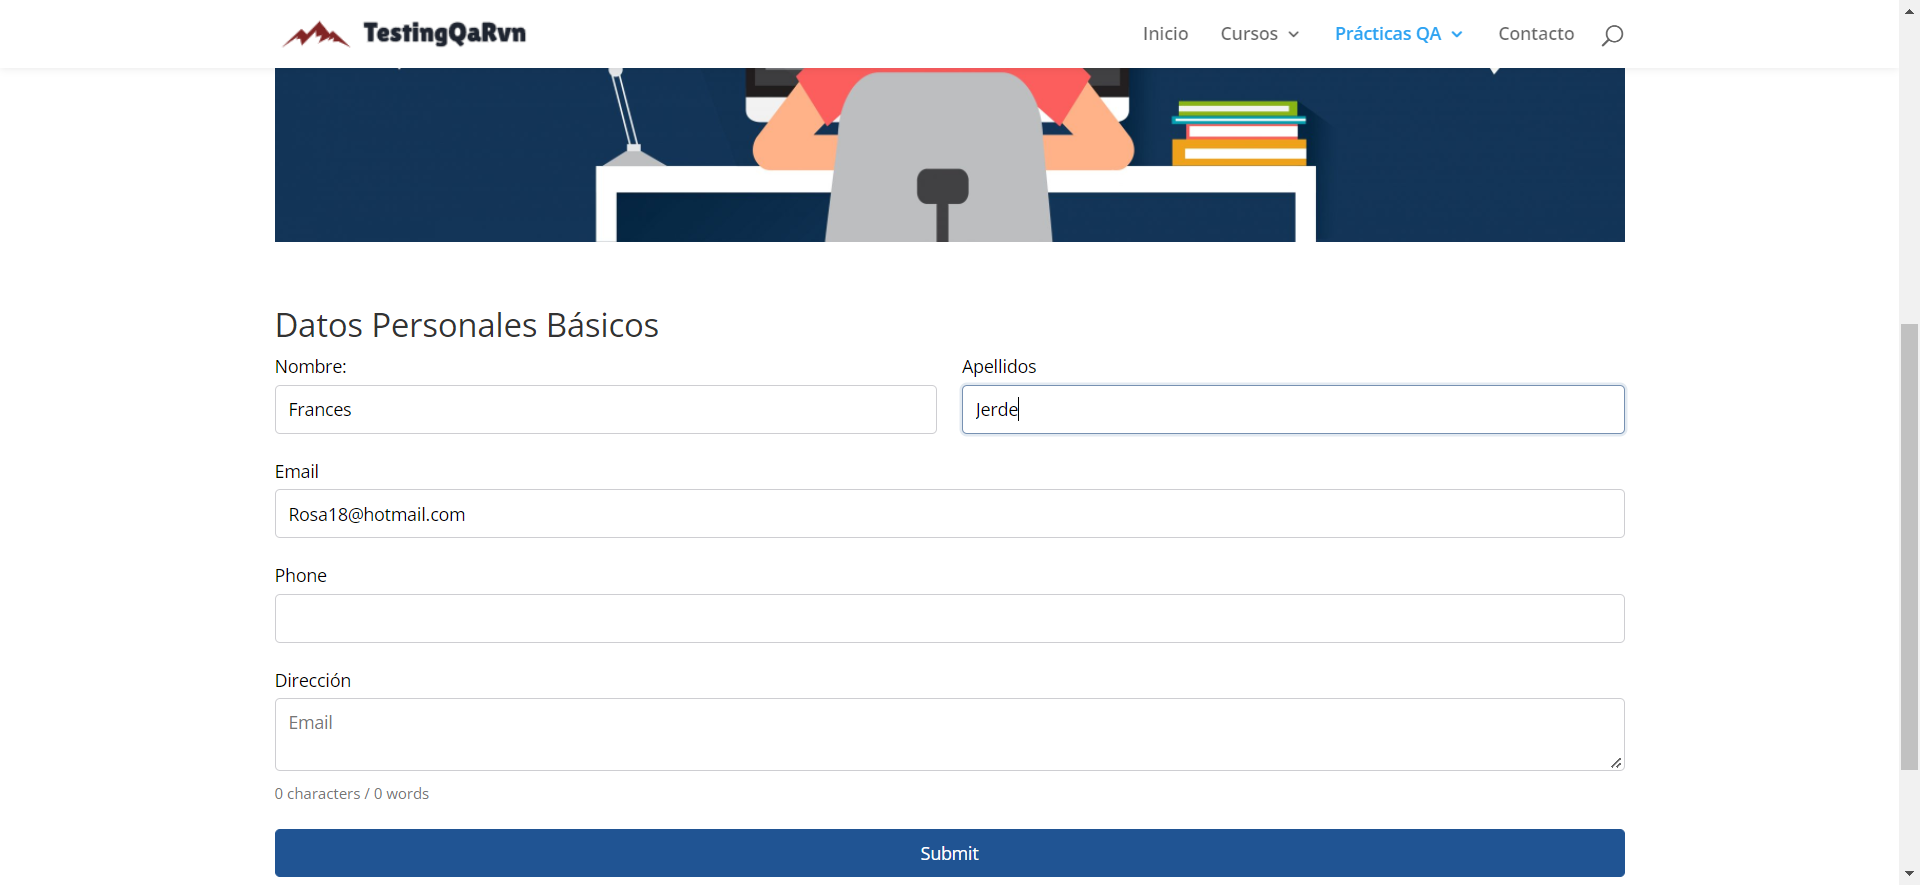 TestingQaRvn
Inicio
Cursos
Prácticas QA
Contacto
Datos Personales Básicos
Nombre:
Apellidos
Frances
Jerde
Email
Rosa18@hotmail.com
Phone
Dirección
Email
0 characters / 0 words
Submit